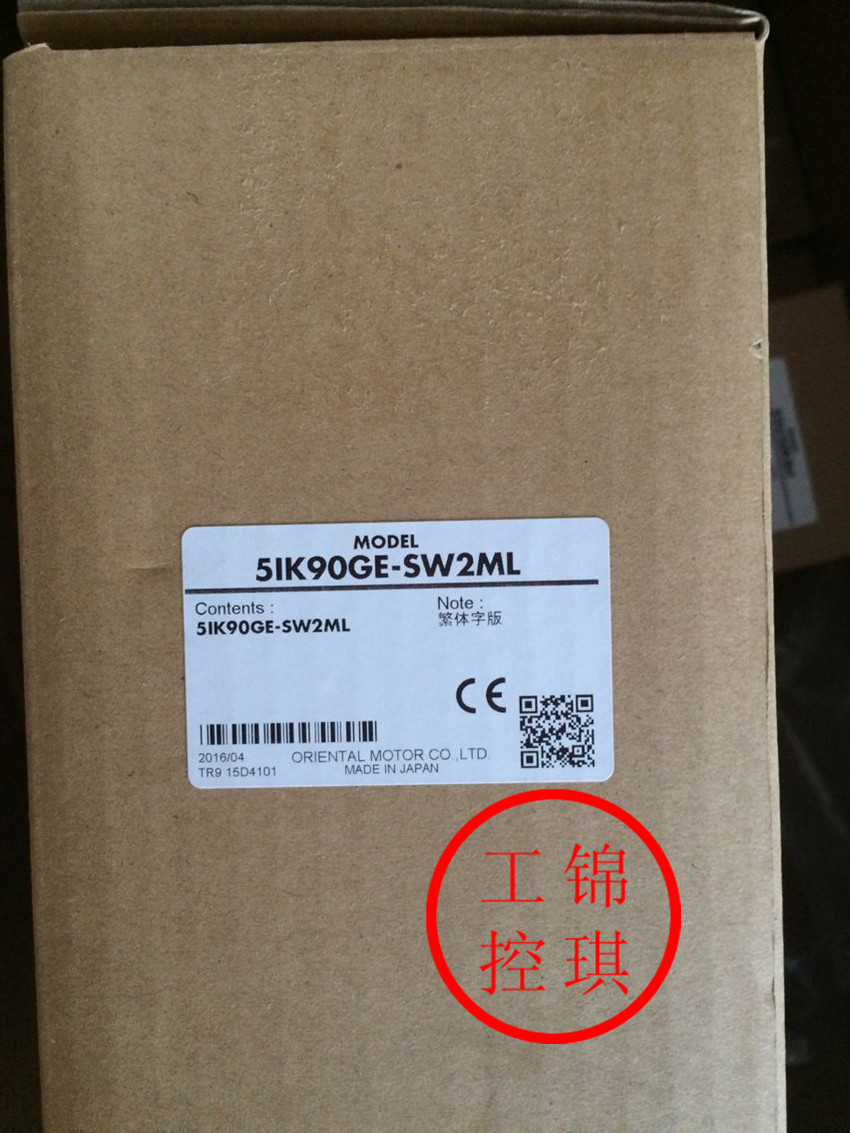 MODEL
5IK90GE-SW2ML
Contents :
5IK90GE-SW2ML
Note :
繁体字版
CE
2016/04
TR9 15D4101
ORIENTAL MOTOR CO.,LTD.
MADE IN JAPAN
工 锦
控 琪